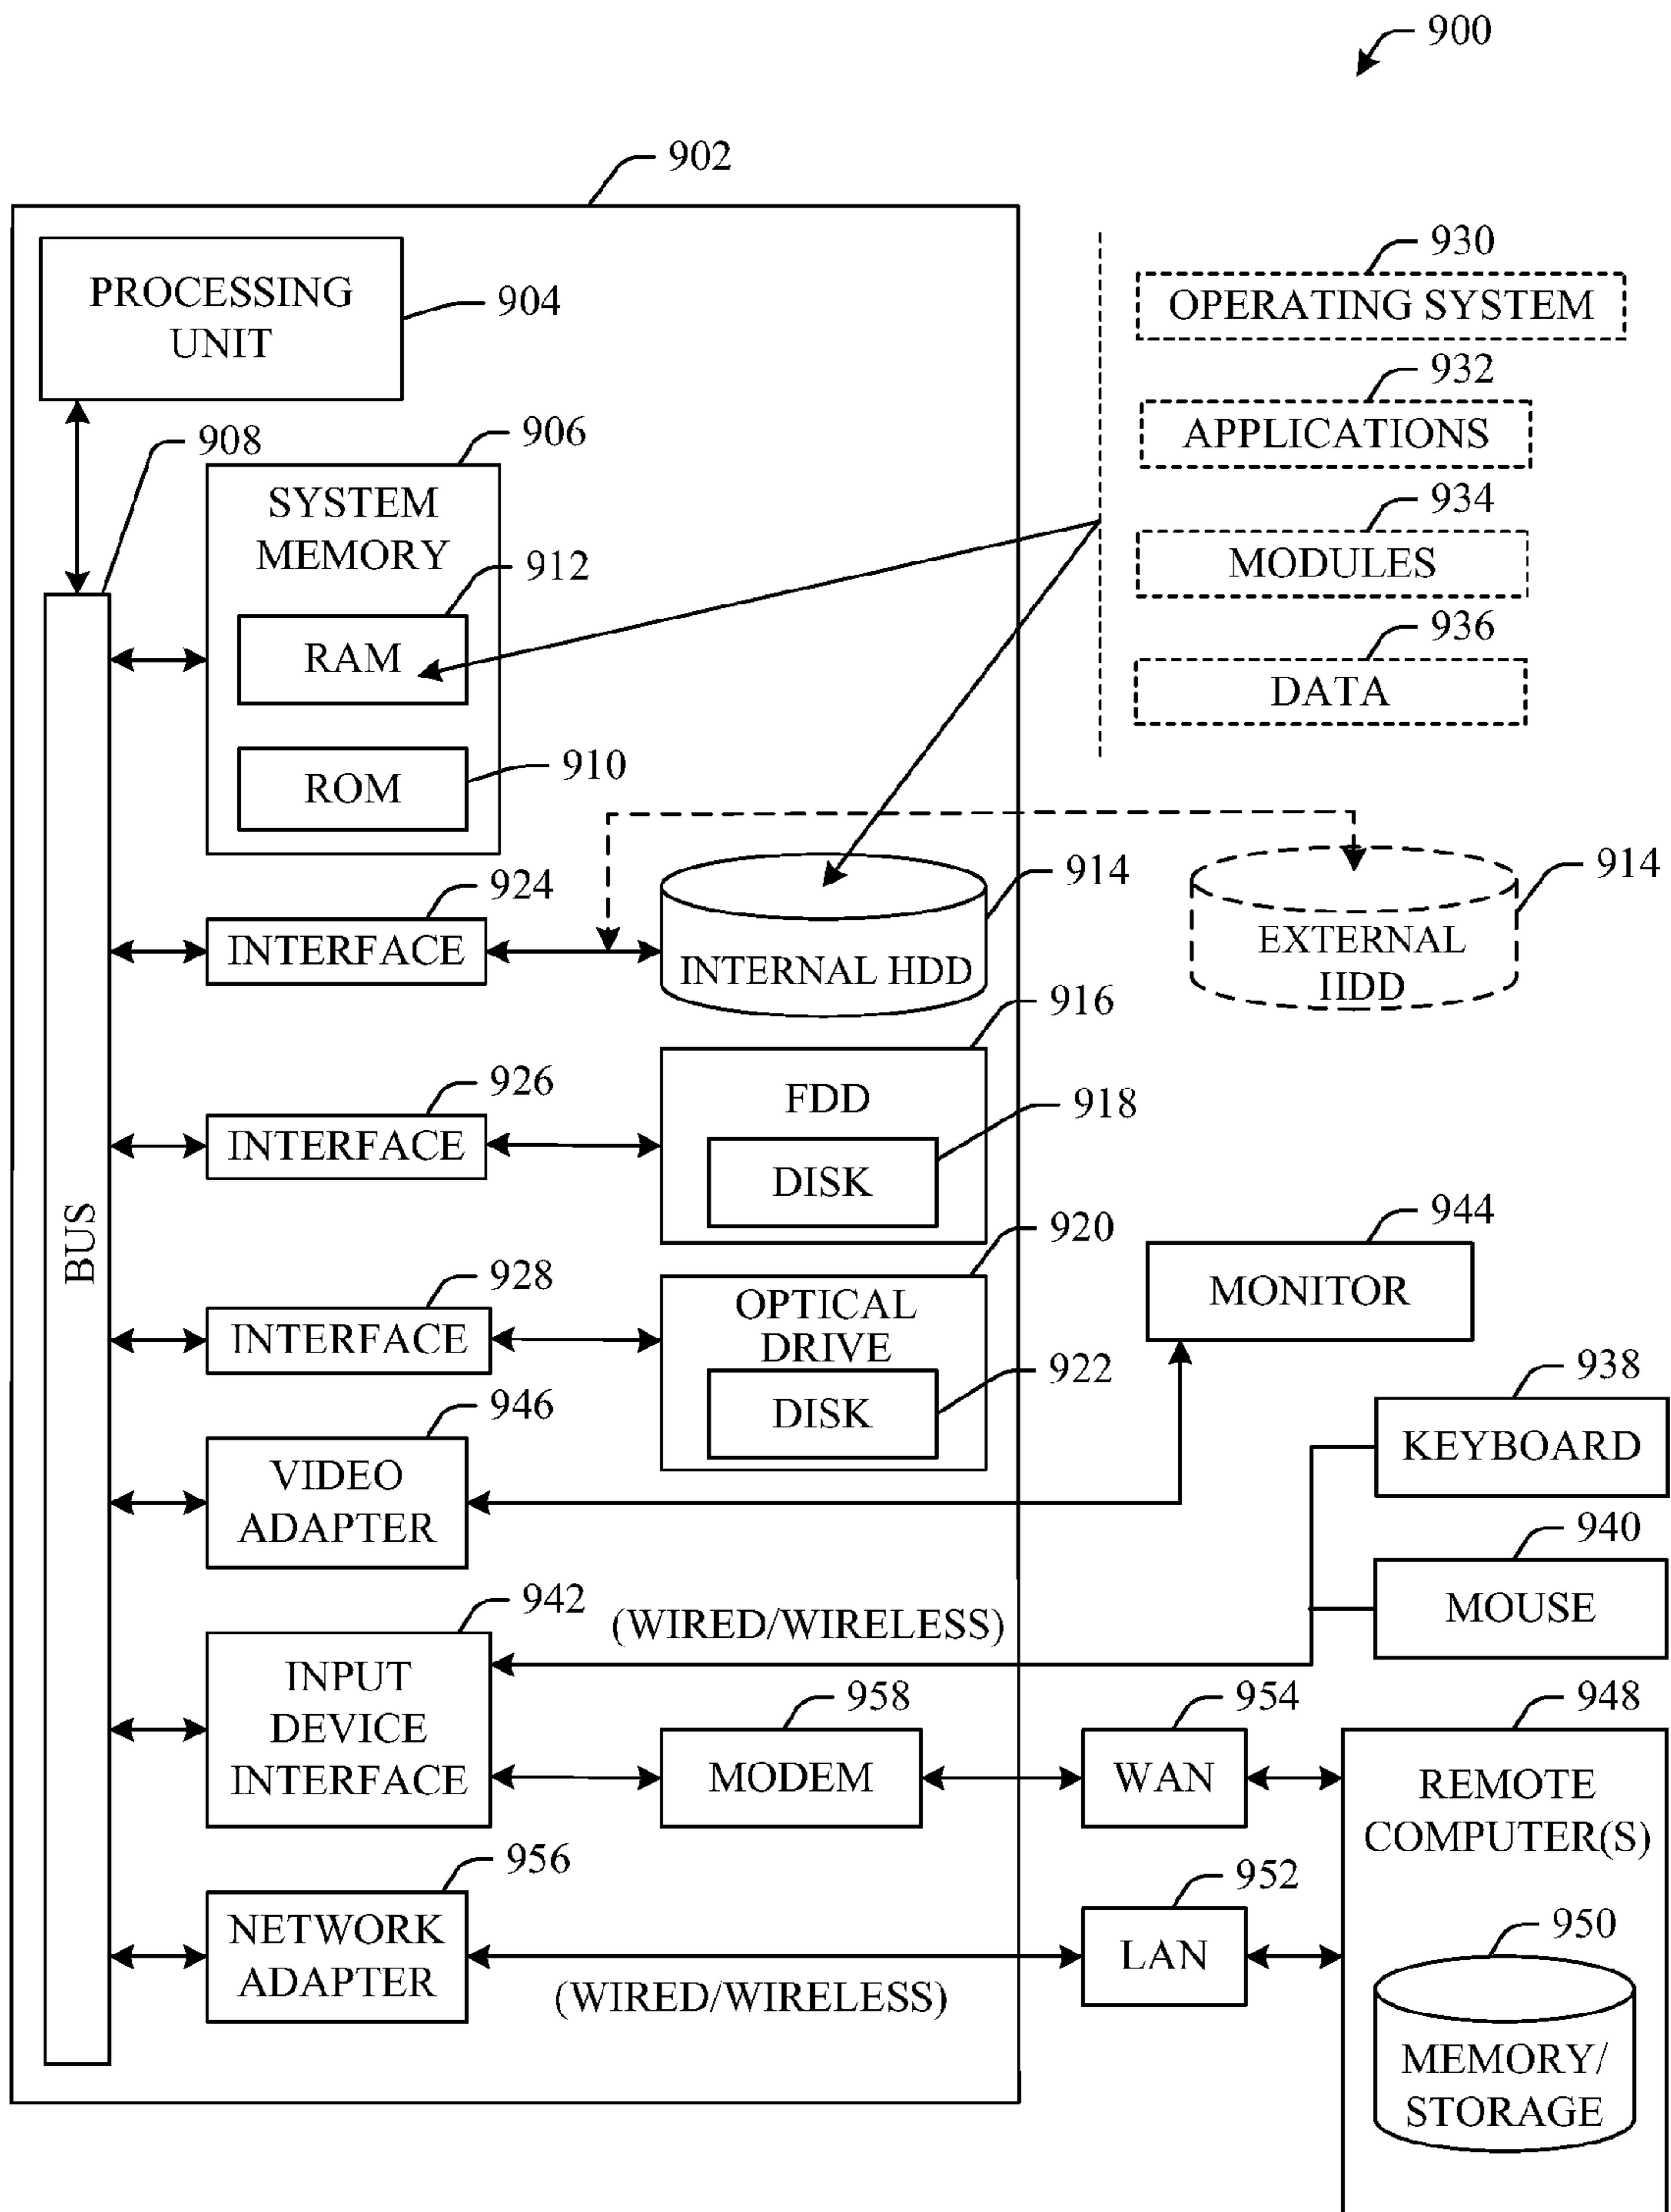 900
902
PROCESSING
UNIT
904
930
OPERATING SYSTEM
932
APPLICATIONS
934
MODULES
936
DATA
908
906
SYSTEM
MEMORY
912
RAM
910
ROM
924
INTERFACE
914
INTERNAL HDD
914
EXTERNAL
HDD
926
INTERFACE
916
FDD
918
DISK
BUS
928
INTERFACE
920
OPTICAL
DRIVE
922
DISK
944
MONITOR
946
VIDEO
ADAPTER
938
KEYBOARD
940
MOUSE
942
INPUT
DEVICE
INTERFACE
(WIRED/WIRELESS)
958
MODEM
954
WAN
948
REMOTE
COMPUTER(S)
956
NETWORK
ADAPTER
(WIRED/WIRELESS)
952
LAN
950
MEMORY/
STORAGE